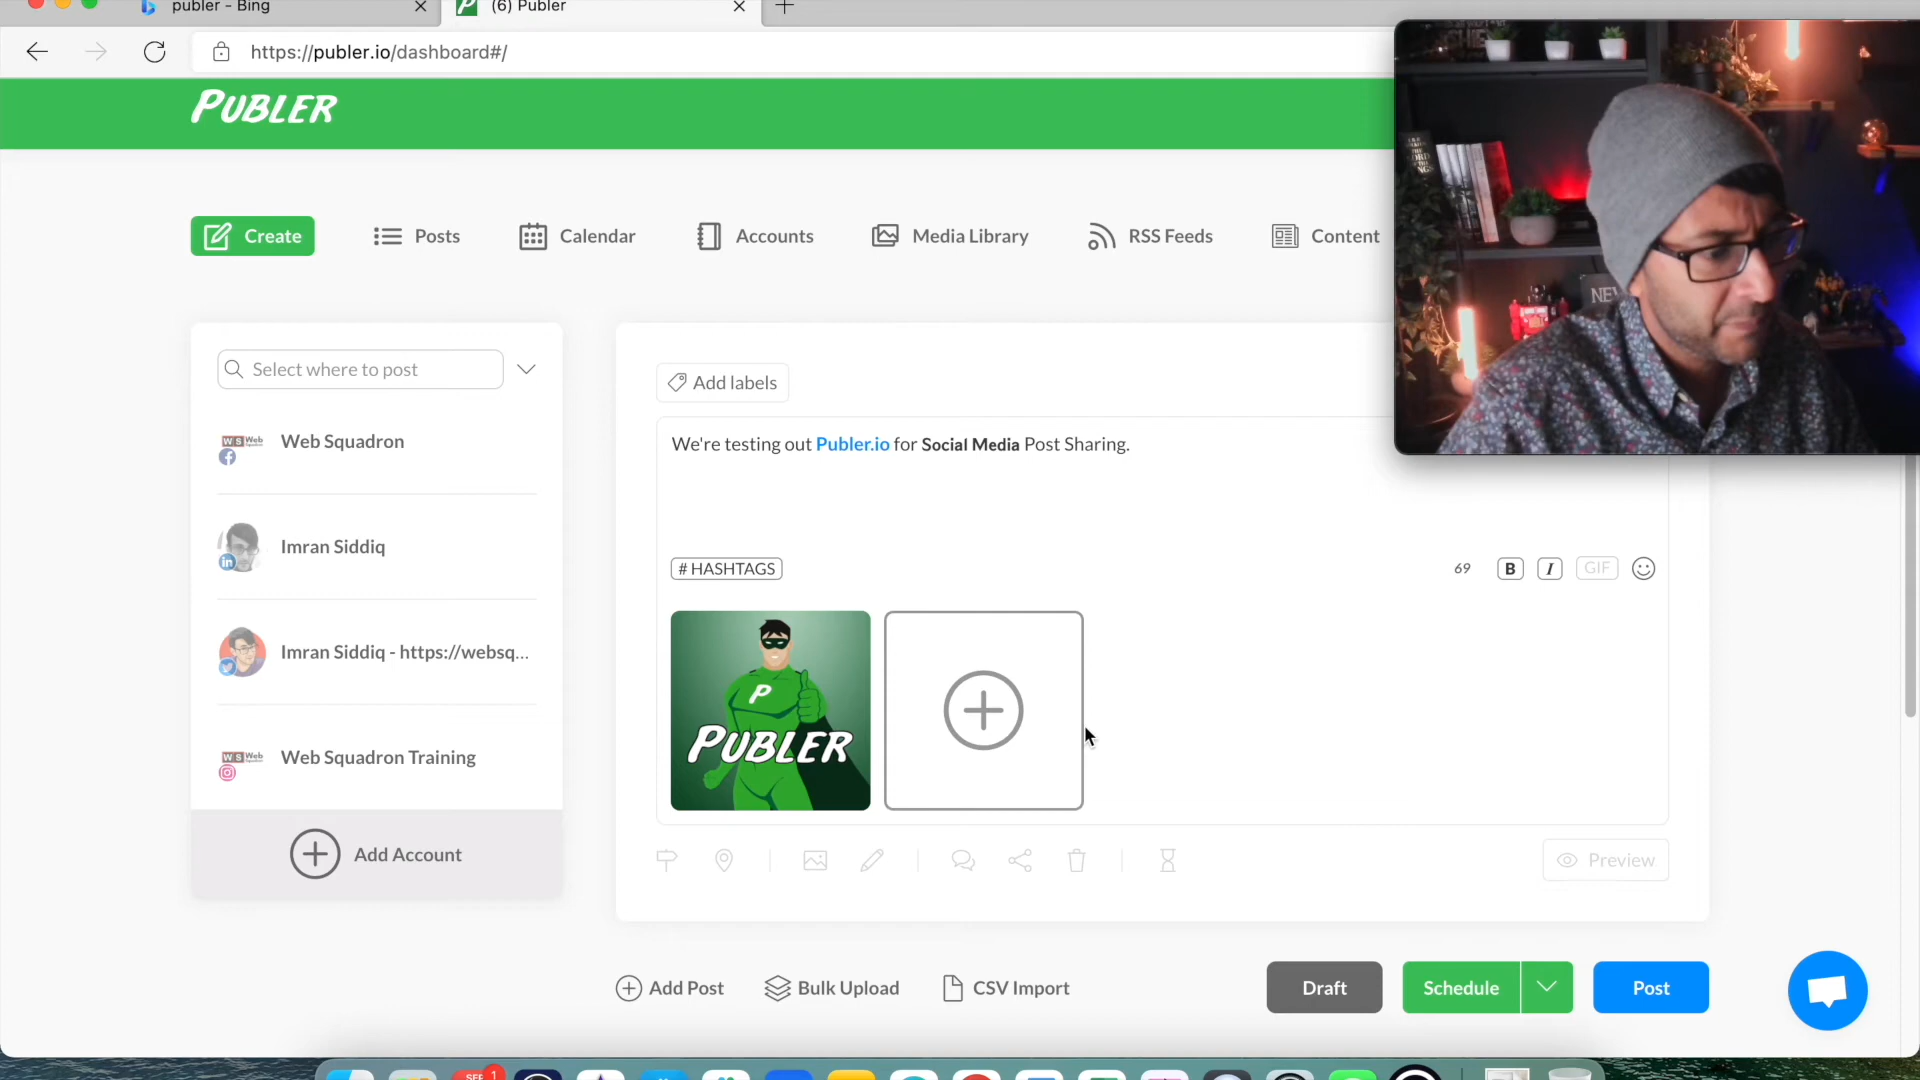 publer - Bing
(6) Publer
https://publer.io/dashboard#/
PUBLER
Create
Posts
Calendar
Accounts
Media Library
RSS Feeds
Content
Select where to post
Web Squadron
Imran Siddiq
Imran Siddiq - https://websq...
Web Squadron Training
Add Account
Add labels
We're testing out Publer.io for Social Media Post Sharing.
# HASHTAGS
69
B
I
GIF
P
PUBLER
Preview
Add Post
Bulk Upload
CSV Import
Draft
Schedule
Post
NEW
SEP
1